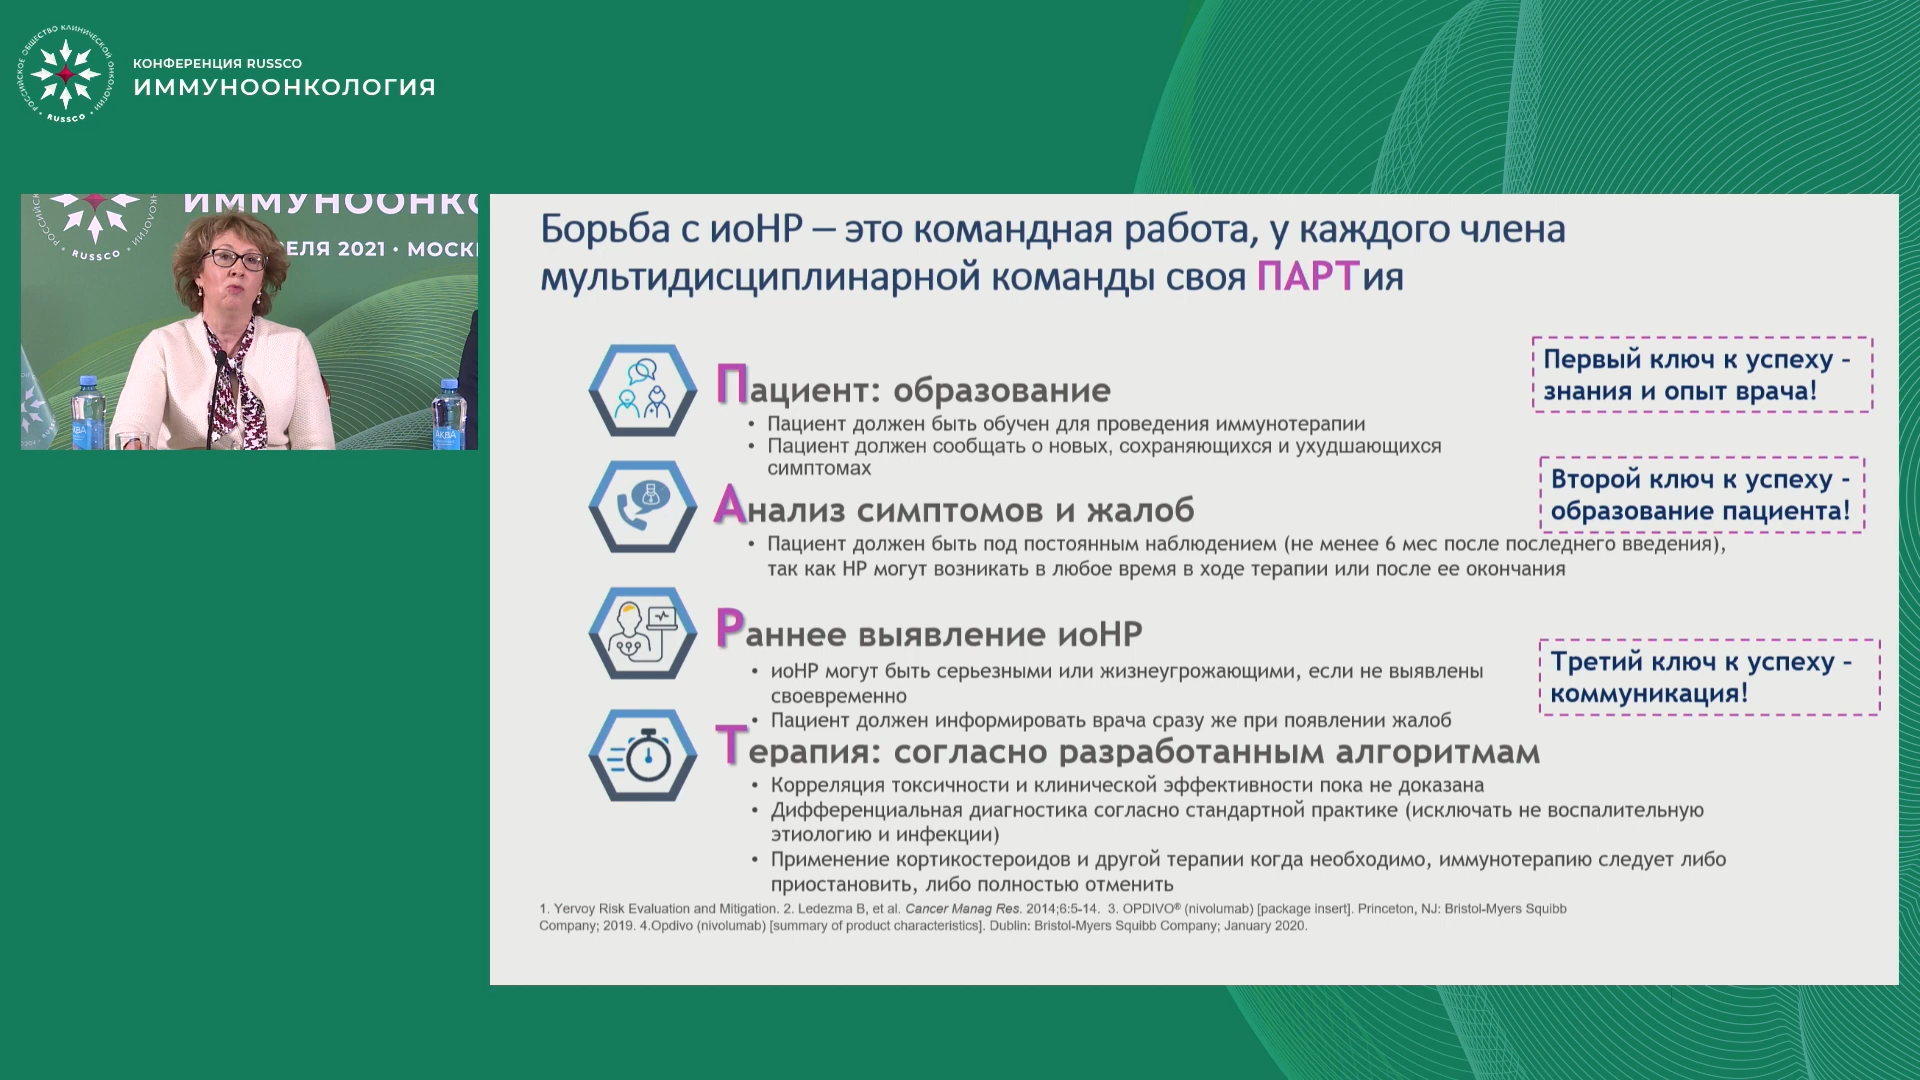 РОССИЙСКОЕ ОБЩЕСТВО КЛИНИЧЕСКОЙ ОНКОЛОГИИ
• RUSSCO •
КОНФЕРЕНЦИЯ RUSSCO
ИММУНООНКОЛОГИЯ
ИММУНООНКО
RUSSCO
ЕЛЯ 2021 • МОСК
Борьба с иоНР – это командная работа, у каждого члена
мультидисциплинарной команды своя ПАРТия
Пациент: образование
• Пациент должен быть обучен для проведения иммунотерапии
• Пациент должен сообщать о новых, сохраняющихся и ухудшающихся
симптомах
Первый ключ к успеху -
знания и опыт врача!
Анализ симптомов и жалоб
• Пациент должен быть под постоянным наблюдением (не менее 6 мес после последнего введения),
так как НР могут возникать в любое время в ходе терапии или после ее окончания
Второй ключ к успеху -
образование пациента!
Раннее выявление иоНР
• иоНР могут быть серьезными или жизнеугрожающими, если не выявлены
своевременно
• Пациент должен информировать врача сразу же при появлении жалоб
Третий ключ к успеху -
коммуникация!
Терапия: согласно разработанным алгоритмам
• Корреляция токсичности и клинической эффективности пока не доказана
• Дифференциальная диагностика согласно стандартной практике (исключать не воспалительную
этиологию и инфекции)
• Применение кортикостероидов и другой терапии когда необходимо, иммунотерапию следует либо
приостановить, либо полностью отменить
1. Yervoy Risk Evaluation and Mitigation. 2. Ledezma B, et al. Cancer Manag Res. 2014;6:5-14. 3. OPDIVO® (nivolumab) [package insert]. Princeton, NJ: Bristol-Myers Squibb
Company; 2019. 4.Opdivo (nivolumab) [summary of product characteristics]. Dublin: Bristol-Myers Squibb Company; January 2020.